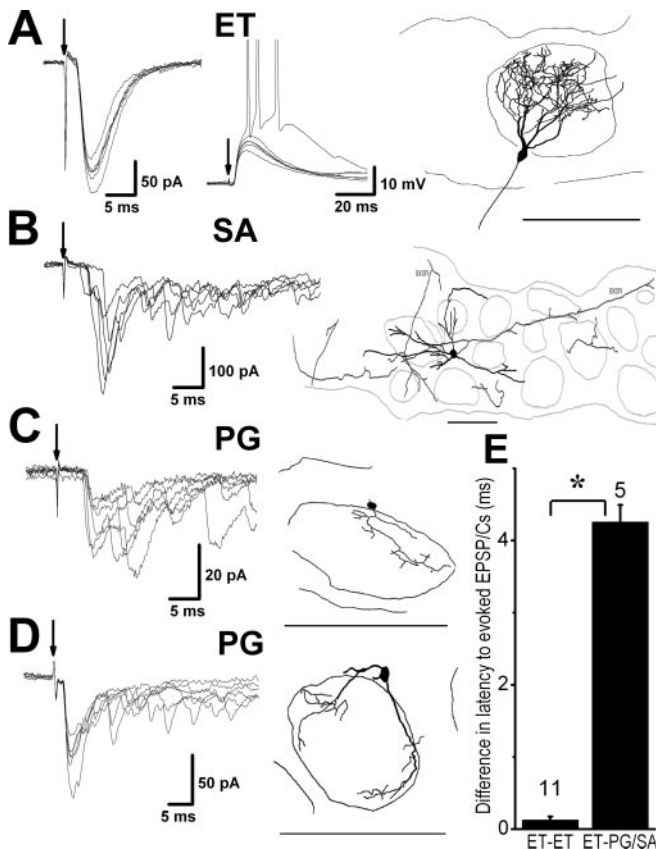 A
ET
50 pA
5 ms
10 mV
20 ms
B
SA
axon
axon
100 pA
5 ms
C
PG
20 pA
5 ms
D
PG
50 pA
5 ms
E
Difference in latency to evoked EPSP/Cs (ms)
*
5
4
2
0
11
ET-ET
ET-PG/SA